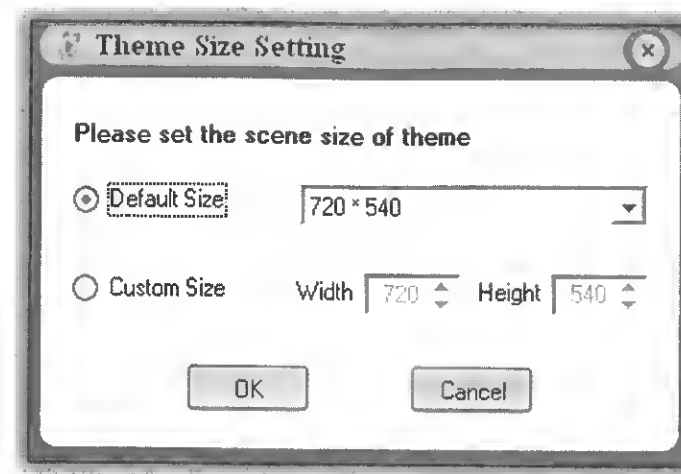 Theme Size Setting
Please set the scene size of theme
Default Size 720 * 540
Custom Size Width 720 Height 540
OK Cancel